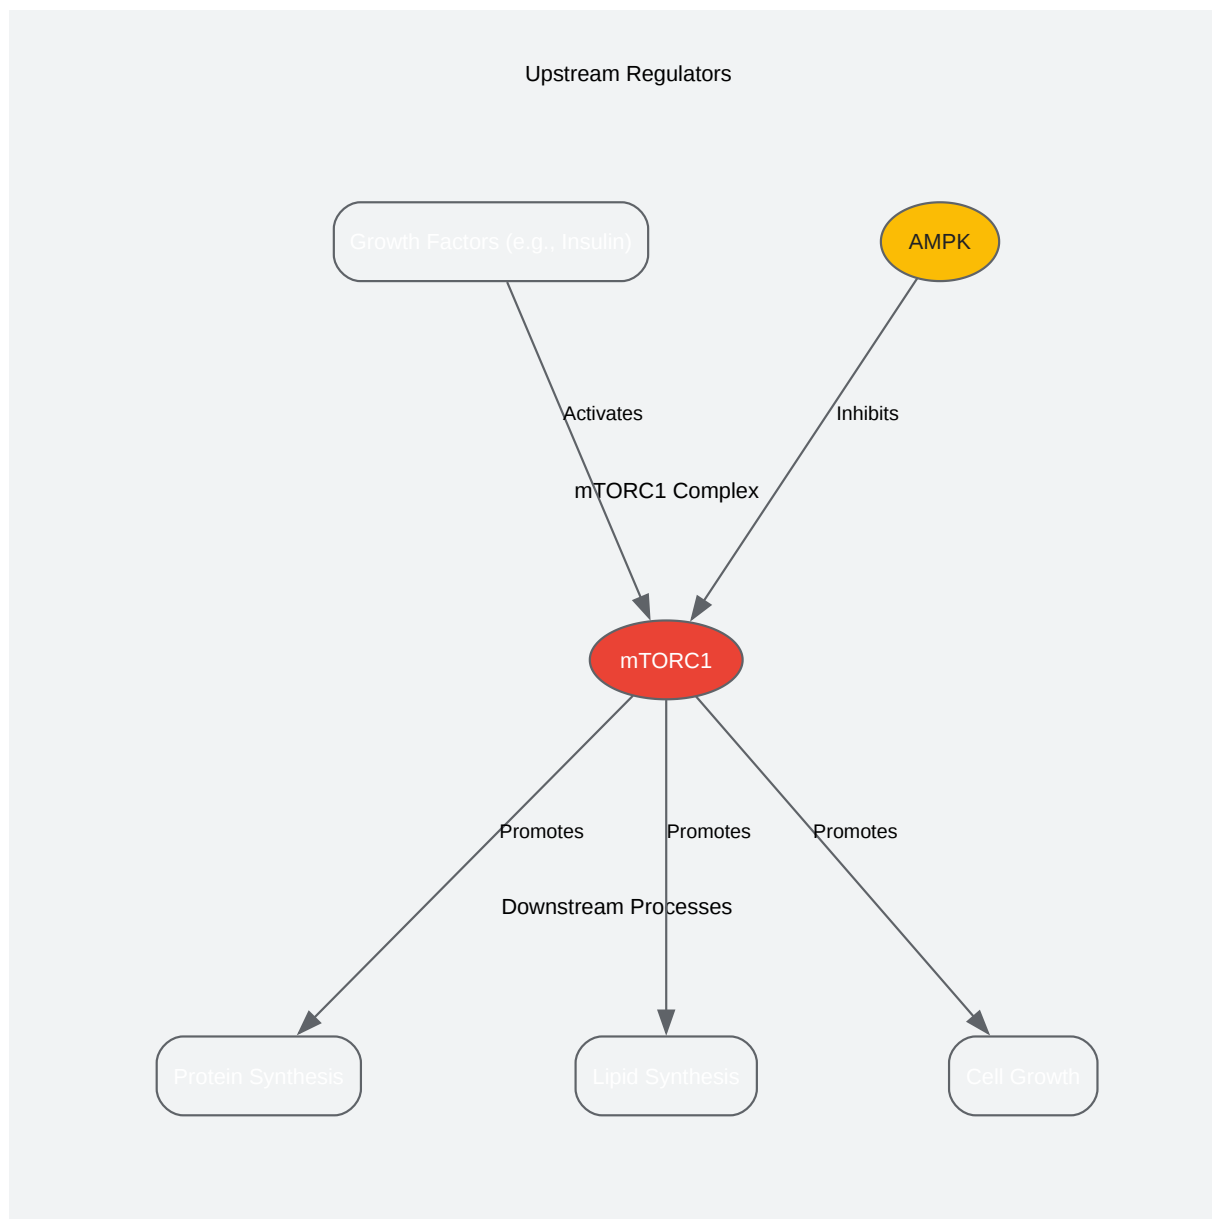 Upstream Regulators
Growth Factors (e.g., Insulin)
AMPK
Activates
Inhibits
mTORC1 Complex
mTORC1
Promotes
Promotes
Promotes
Downstream Processes
Protein Synthesis
Lipid Synthesis
Cell Growth